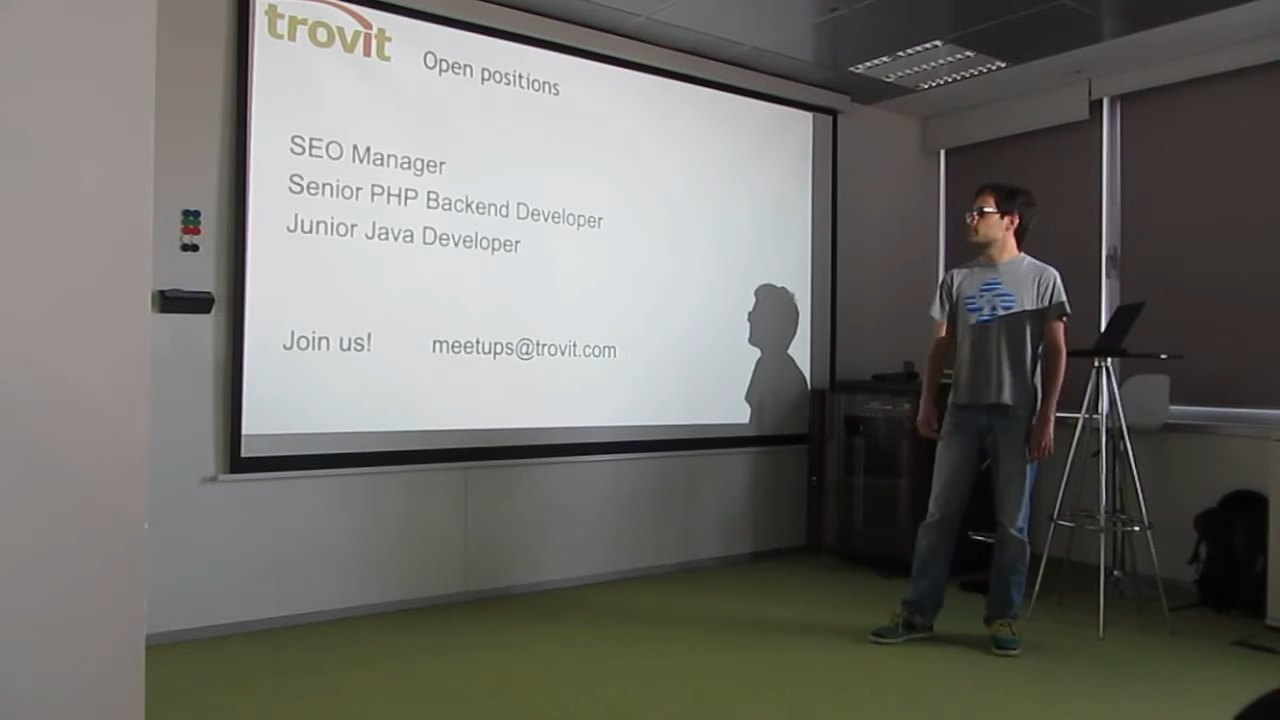 trovit
Open positions
SEO Manager
Senior PHP Backend Developer
Junior Java Developer
Join us! meetups@trovit.com